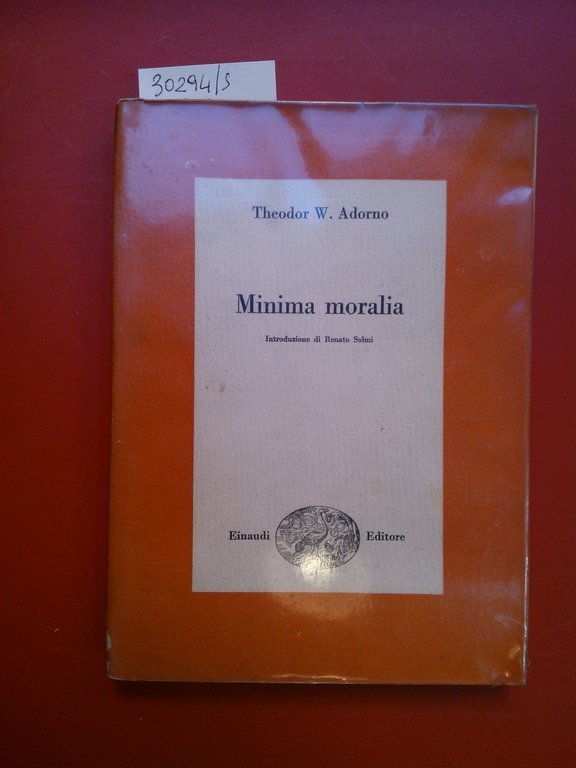 30294/s
Theodor W. Adorno
Minima moralia
Introduzione di Renato Solmi
Einaudi Editore